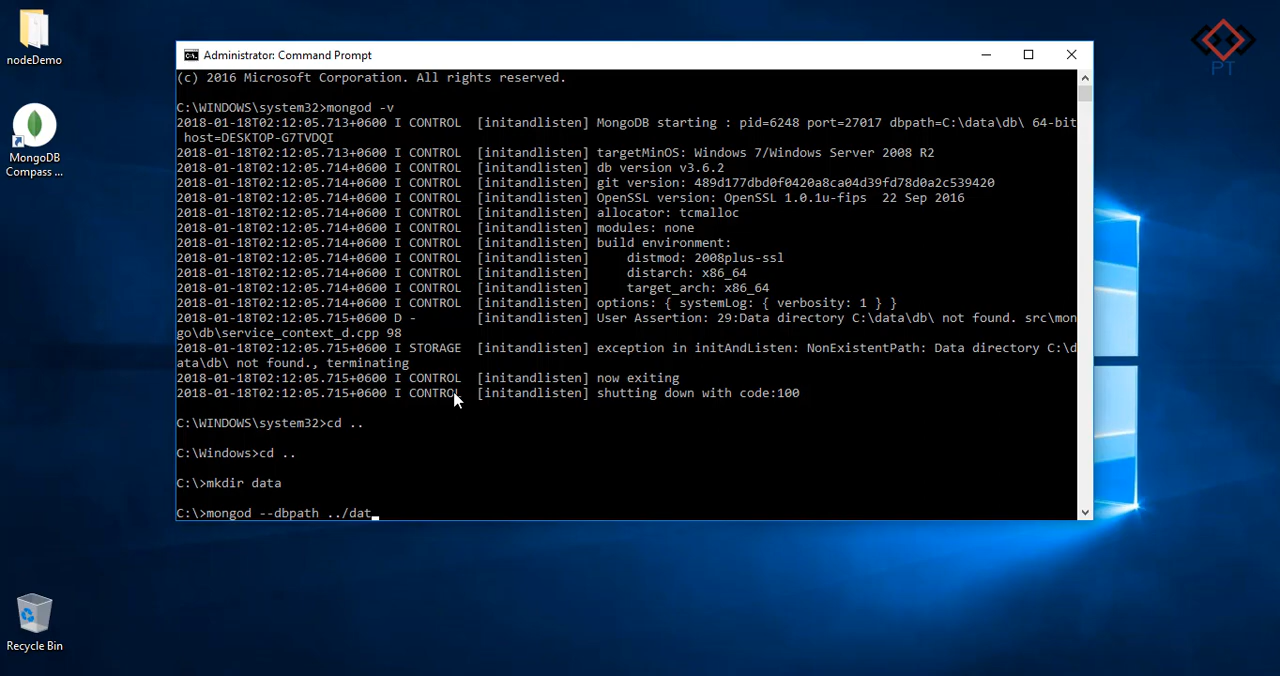 nodeDemo
MongoDB
Compass ...
Recycle Bin
PT
Administrator: Command Prompt
(c) 2016 Microsoft Corporation. All rights reserved.
C:\WINDOWS\system32>mongod -v
2018-01-18T02:12:05.713+0600 I CONTROL  [initandlisten] MongoDB starting : pid=6248 port=27017 dbpath=C:\data\db\ 64-bit
 host=DESKTOP-G7TVDQI
2018-01-18T02:12:05.713+0600 I CONTROL  [initandlisten] targetMinOS: Windows 7/Windows Server 2008 R2
2018-01-18T02:12:05.714+0600 I CONTROL  [initandlisten] db version v3.6.2
2018-01-18T02:12:05.714+0600 I CONTROL  [initandlisten] git version: 489d177dbd0f0420a8ca04d39fd78d0a2c539420
2018-01-18T02:12:05.714+0600 I CONTROL  [initandlisten] OpenSSL version: OpenSSL 1.0.1u-fips  22 Sep 2016
2018-01-18T02:12:05.714+0600 I CONTROL  [initandlisten] allocator: tcmalloc
2018-01-18T02:12:05.714+0600 I CONTROL  [initandlisten] modules: none
2018-01-18T02:12:05.714+0600 I CONTROL  [initandlisten] build environment:
2018-01-18T02:12:05.714+0600 I CONTROL  [initandlisten]     distmod: 2008plus-ssl
2018-01-18T02:12:05.714+0600 I CONTROL  [initandlisten]     distarch: x86_64
2018-01-18T02:12:05.714+0600 I CONTROL  [initandlisten]     target_arch: x86_64
2018-01-18T02:12:05.714+0600 I CONTROL  [initandlisten] options: { systemLog: { verbosity: 1 } }
2018-01-18T02:12:05.715+0600 D -        [initandlisten] User Assertion: 29:Data directory C:\data\db\ not found. src\mon
go\db\service_context_d.cpp 98
2018-01-18T02:12:05.715+0600 I STORAGE  [initandlisten] exception in initAndListen: NonExistentPath: Data directory C:\d
ata\db\ not found., terminating
2018-01-18T02:12:05.715+0600 I CONTROL  [initandlisten] now exiting
2018-01-18T02:12:05.715+0600 I CONTROL  [initandlisten] shutting down with code:100
C:\WINDOWS\system32>cd ..
C:\Windows>cd ..
C:\>mkdir data
C:\>mongod --dbpath ../dat